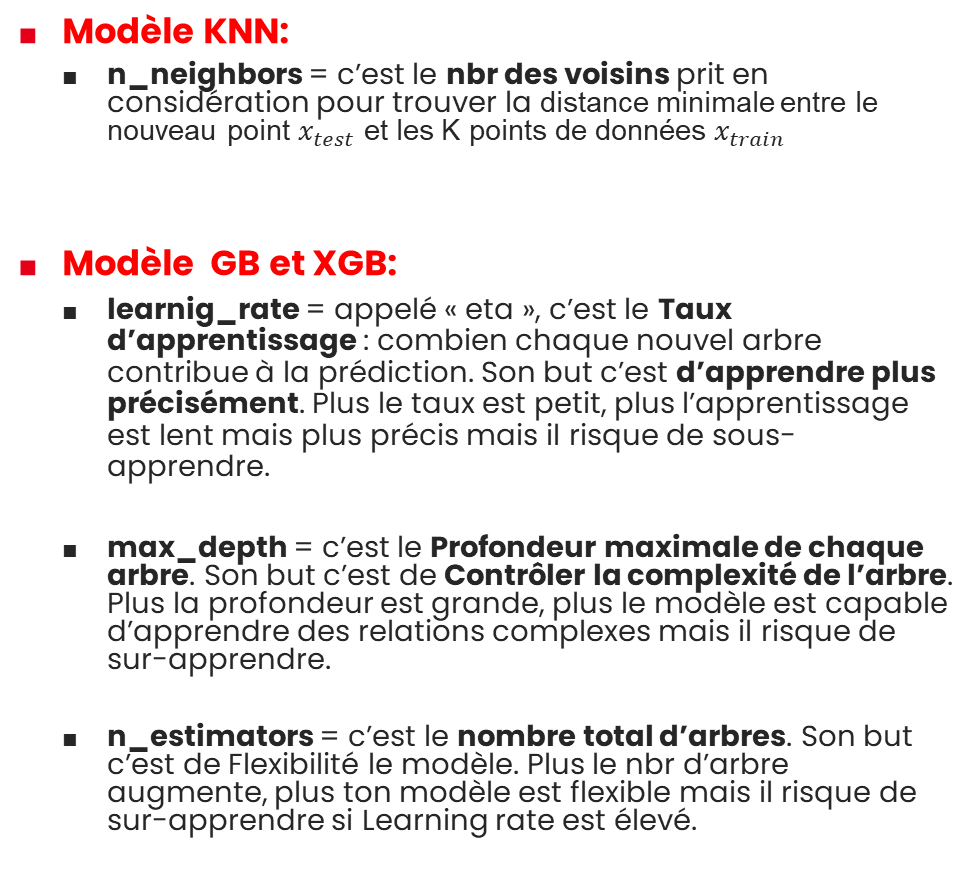 ▪ Modèle KNN:
▪ n_neighbors = c’est le nbr des voisins prit en
considération pour trouver la distance minimale entre le
nouveau point x_test et les K points de données x_train
▪ Modèle GB et XGB:
▪ learnig_rate = appelé « eta », c’est le Taux
d’apprentissage : combien chaque nouvel arbre
contribue à la prédiction. Son but c’est d’apprendre plus
précisément. Plus le taux est petit, plus l’apprentissage
est lent mais plus précis mais il risque de sous-
apprendre.
▪ max_depth = c’est le Profondeur maximale de chaque
arbre. Son but c’est de Contrôler la complexité de l’arbre.
Plus la profondeur est grande, plus le modèle est capable
d’apprendre des relations complexes mais il risque de
sur-apprendre.
▪ n_estimators = c’est le nombre total d’arbres. Son but
c’est de Flexibilité le modèle. Plus le nbr d’arbre
augmente, plus ton modèle est flexible mais il risque de
sur-apprendre si Learning rate est élevé.